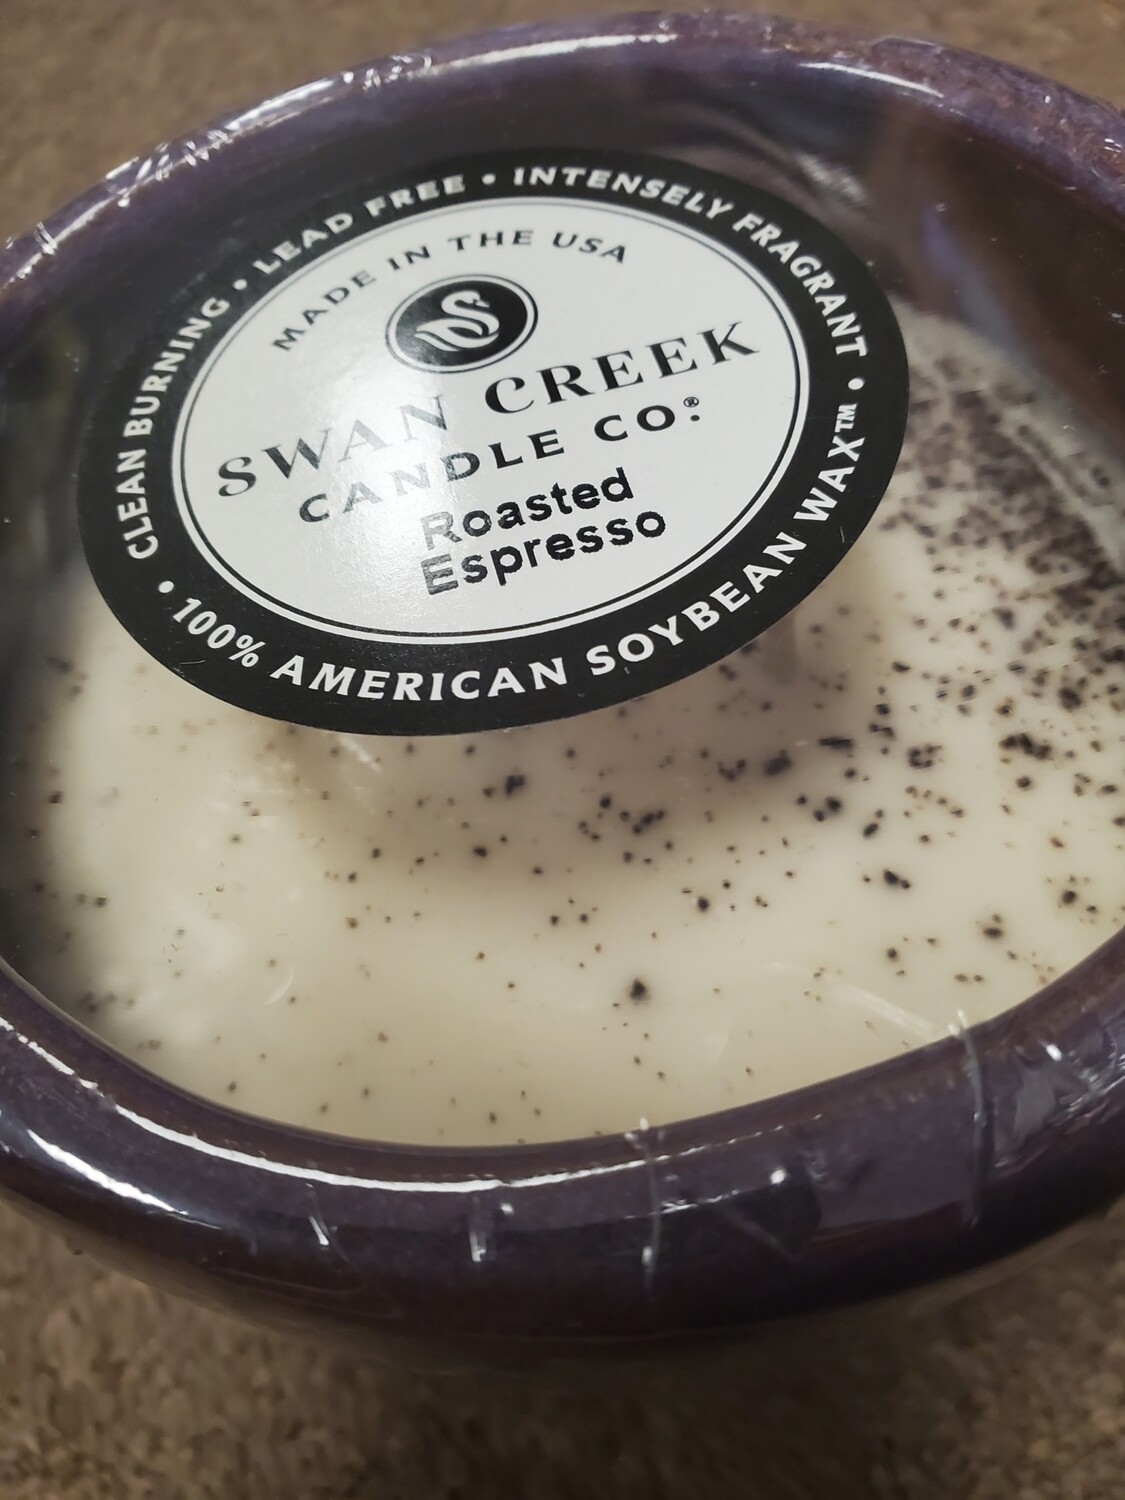 CLEAN BURNING • LEAD FREE • INTENSELY FRAGRANT •
MADE IN THE USA
SWAN CREEK
CANDLE CO.®
Roasted
Espresso
• 100% AMERICAN SOYBEAN WAX™